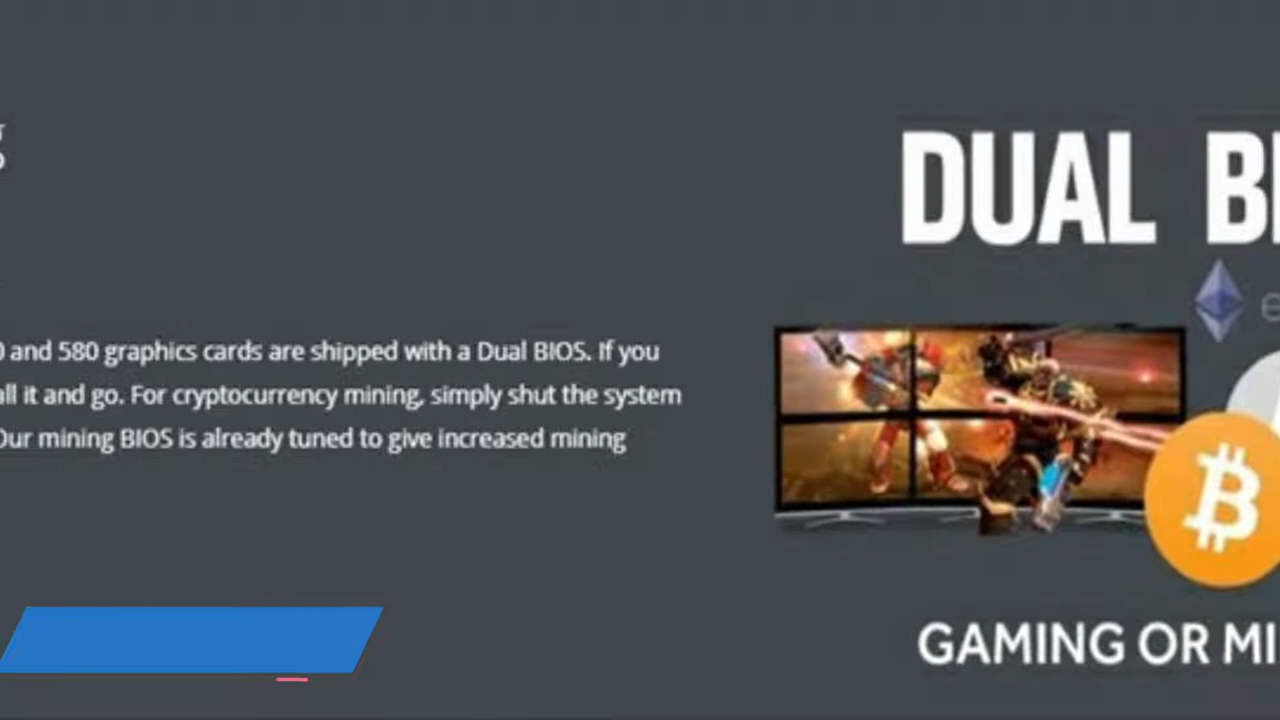 DUAL
0 and 580 graphics cards are shipped with a Dual BIOS. If you
all it and go. For cryptocurrency mining, simply shut the system
Our mining BIOS is already tuned to give increased mining
GAMING OR MI